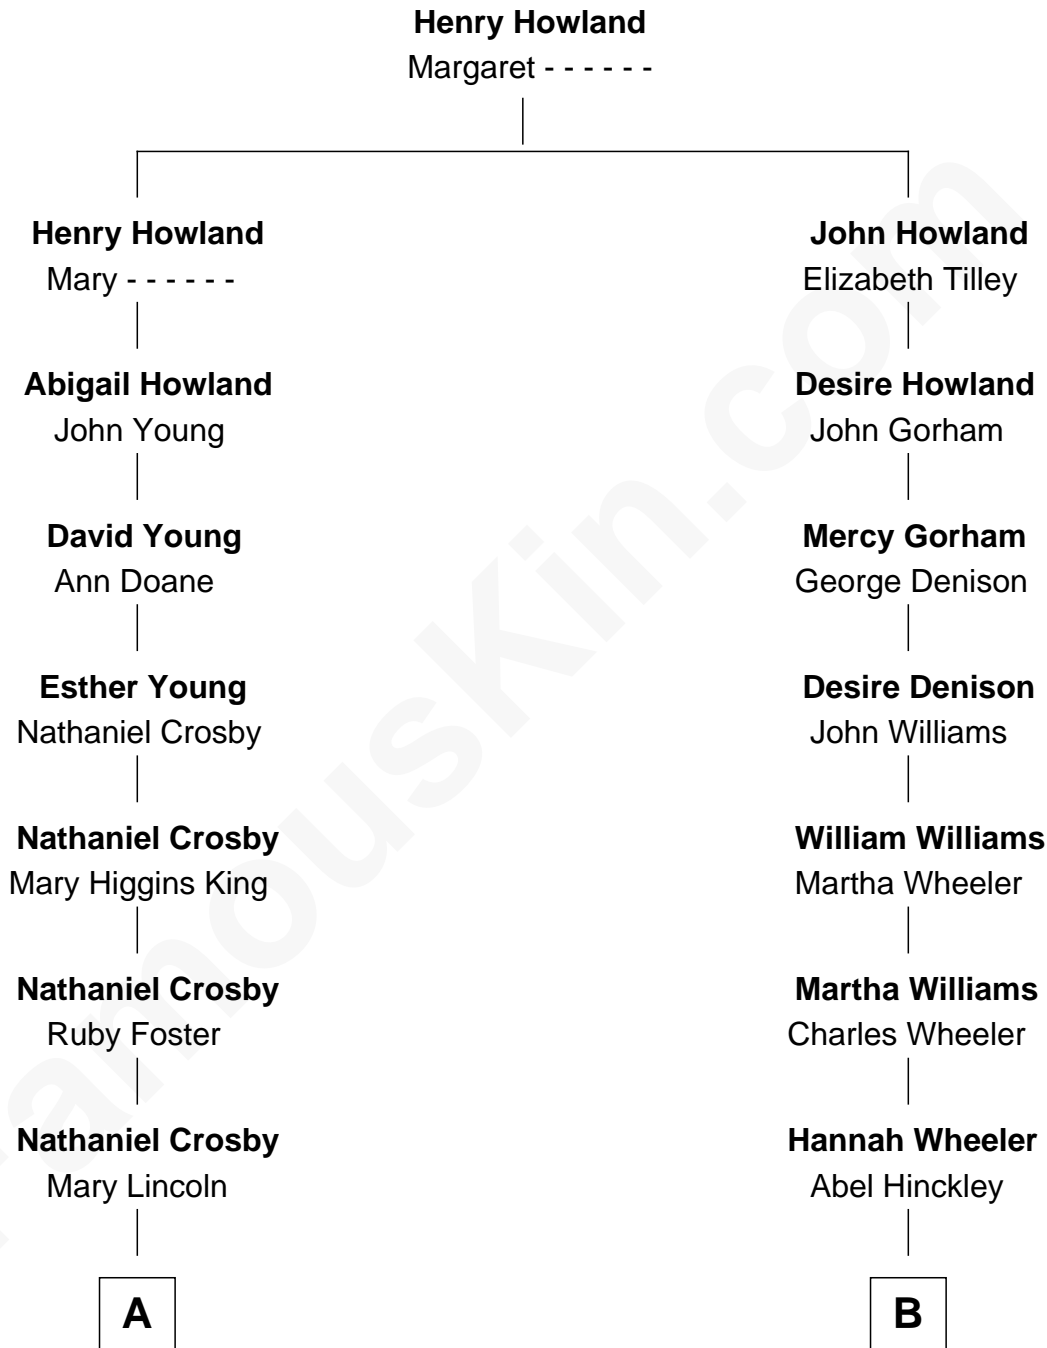 Henry Howland
Margaret - - - - - -
Henry Howland
Mary - - - - - -
Abigail Howland
John Young
David Young
Ann Doane
Esther Young
Nathaniel Crosby
Nathaniel Crosby
Mary Higgins King
Nathaniel Crosby
Ruby Foster
Nathaniel Crosby
Mary Lincoln
A
John Howland
Elizabeth Tilley
Desire Howland
John Gorham
Mercy Gorham
George Denison
Desire Denison
John Williams
William Williams
Martha Wheeler
Martha Williams
Charles Wheeler
Hannah Wheeler
Abel Hinckley
B
FamousKin.com